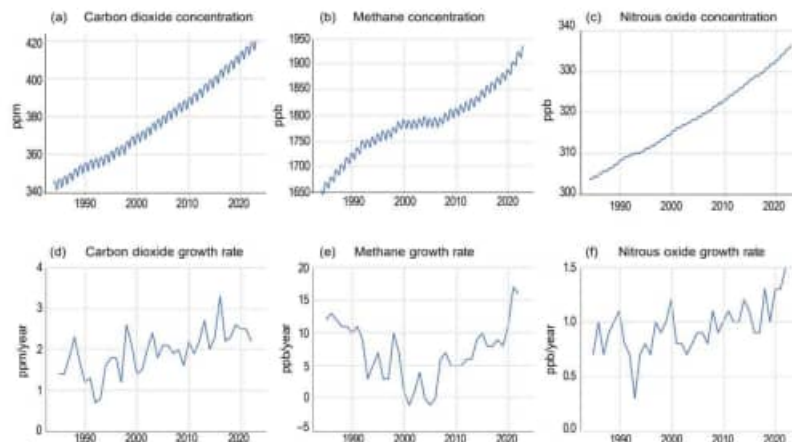 (a) Carbon dioxide concentration
ppm
420
400
380
360
340
1990 2000 2010 2020
(b) Methane concentration
ppb
1950
1900
1850
1800
1750
1700
1650
1990 2000 2010 2020
(c) Nitrous oxide concentration
ppb
340
330
320
310
300
1990 2000 2010 2020
(d) Carbon dioxide growth rate
ppm/year
4
3
2
1
0
1990 2000 2010 2020
(e) Methane growth rate
ppb/year
20
15
10
5
0
−5
1990 2000 2010 2020
(f) Nitrous oxide growth rate
ppb/year
1.5
1.0
0.5
0.0
1990 2000 2010 2020